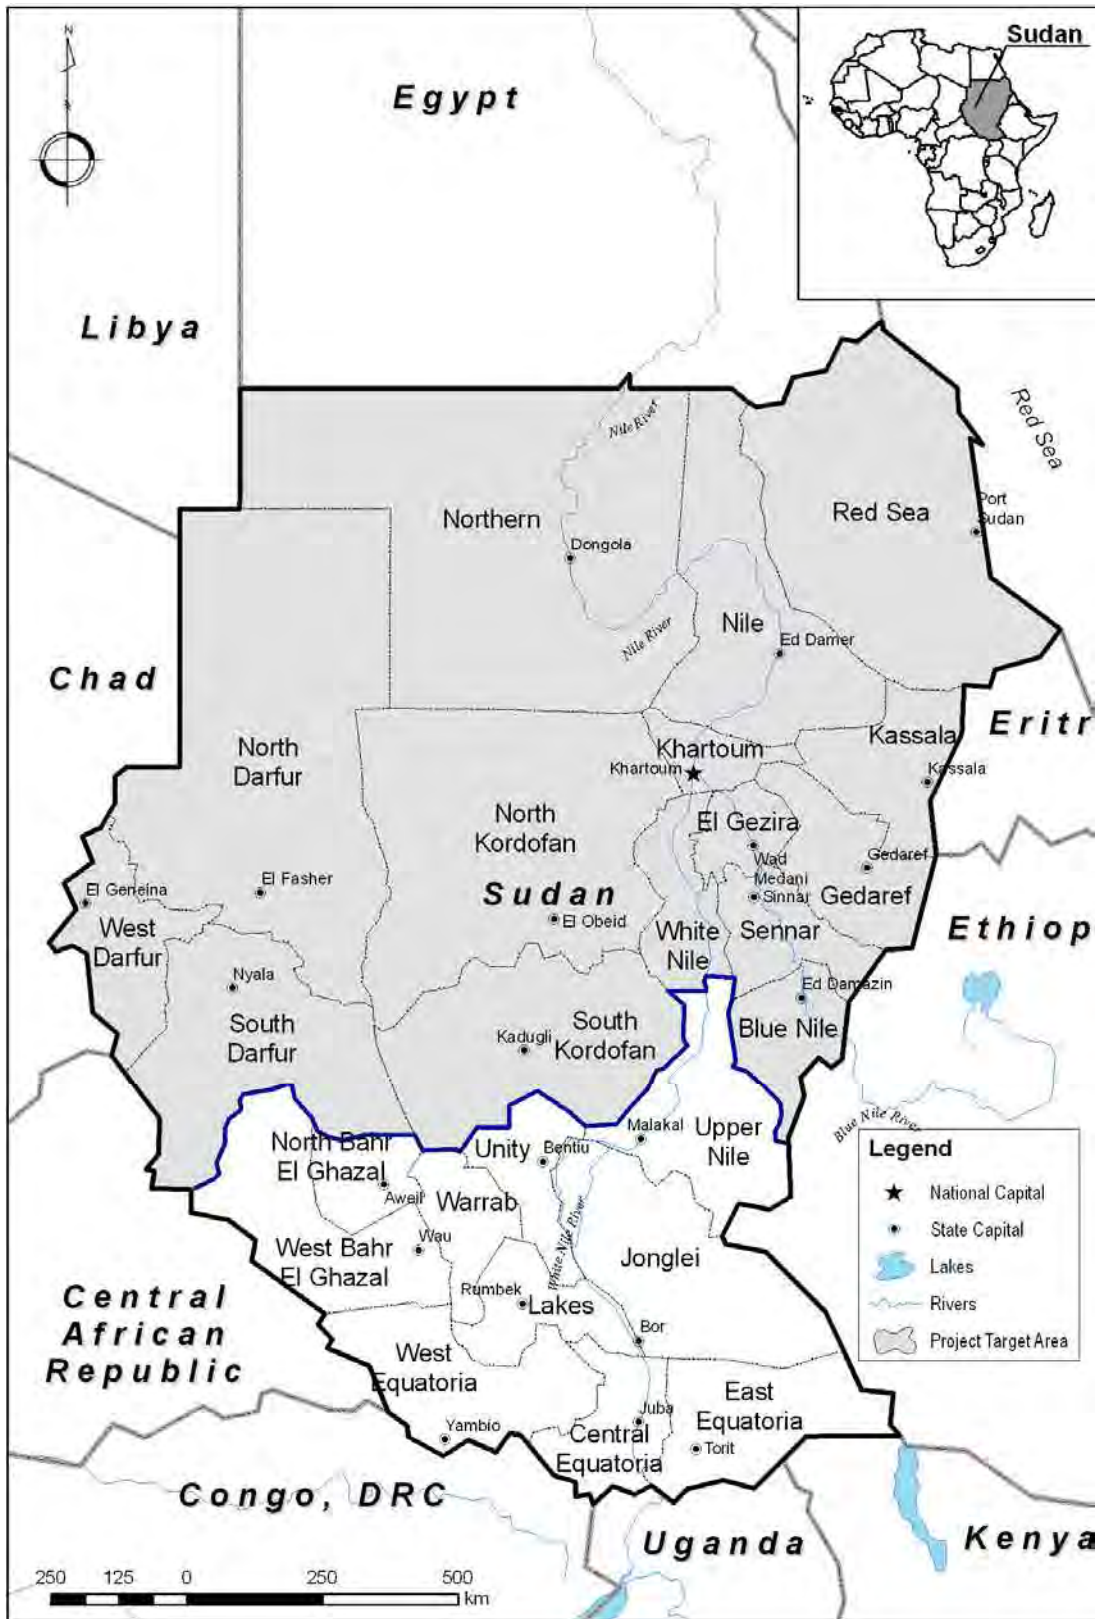 N
Sudan
Egypt
Libya
Red Sea
Nile River
Northern
Red Sea
Port
Sudan
Dongola
Nile
Nile River
Ed Damer
Chad
Eritr
North
Darfur
Khartoum
Khartoum
Kassala
Kassala
North
Kordofan
El Gezira
Wad
Medani
Gedaref
Gedaref
Sudan
El Geneina
El Fasher
El Obeid
Sinnar
Sennar
West
Darfur
White
Nile
Ethiop
Nyala
South
Darfur
Kadugli
South
Kordofan
Ed Damazin
Blue Nile
Blue Nile River
North Bahr
El Ghazal
Aweil
Unity
Bentiu
Malakal
Upper
Nile
Warrab
West Bahr
El Ghazal
Wau
White Nile River
Jonglei
Rumbek
Lakes
Bor
Central
African
Republic
West
Equatoria
Yambio
Juba
Central
Equatoria
East
Equatoria
Torit
Congo, DRC
Uganda
Kenya
Legend
National Capital
State Capital
Lakes
Rivers
Project Target Area
250 125 0 250 500
km